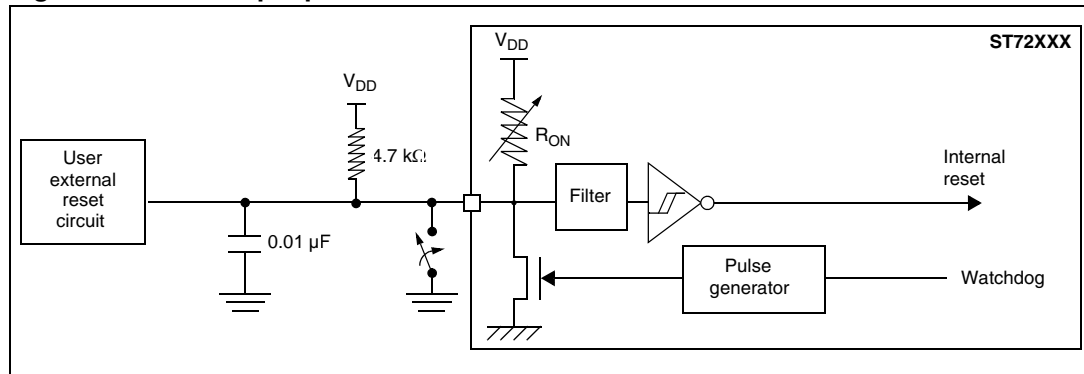 ST72XXX
V_DD
V_DD
R_ON
4.7 kΩ
User
external
reset
circuit
Filter
Internal
reset
0.01 µF
Pulse
generator
Watchdog